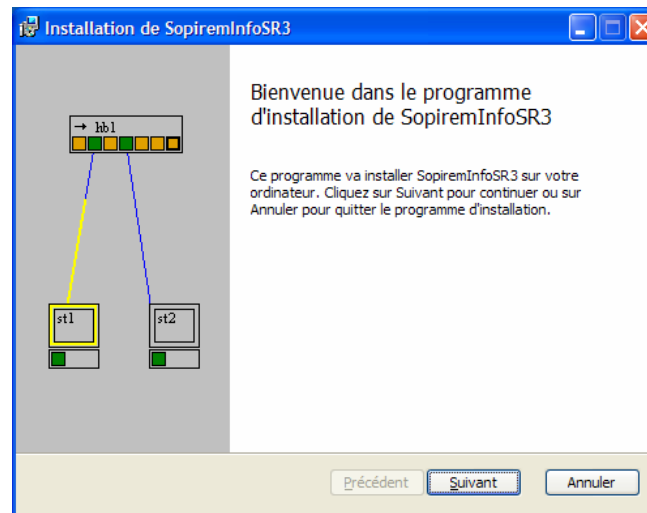 Installation de SopiremInfoSR3
→ hb1
st1
st2
Bienvenue dans le programme
d'installation de SopiremInfoSR3
Ce programme va installer SopiremInfoSR3 sur votre
ordinateur. Cliquez sur Suivant pour continuer ou sur
Annuler pour quitter le programme d'installation.
Précédent
Suivant
Annuler